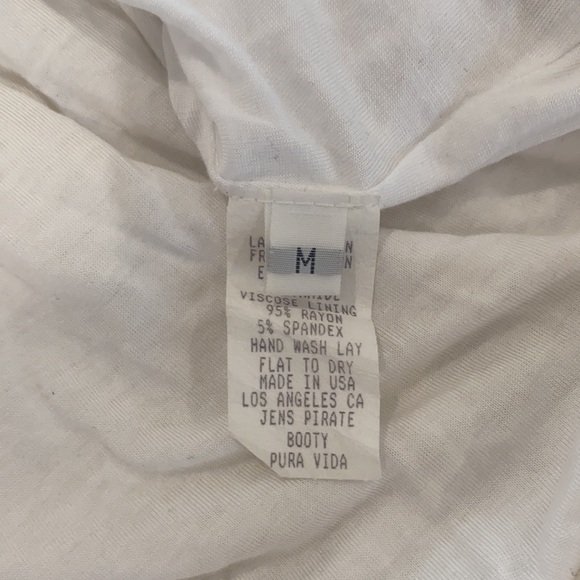 M
VISCOSE LINING
95% RAYON
5% SPANDEX
HAND WASH LAY
FLAT TO DRY
MADE IN USA
LOS ANGELES CA
JENS PIRATE
BOOTY
PURA VIDA